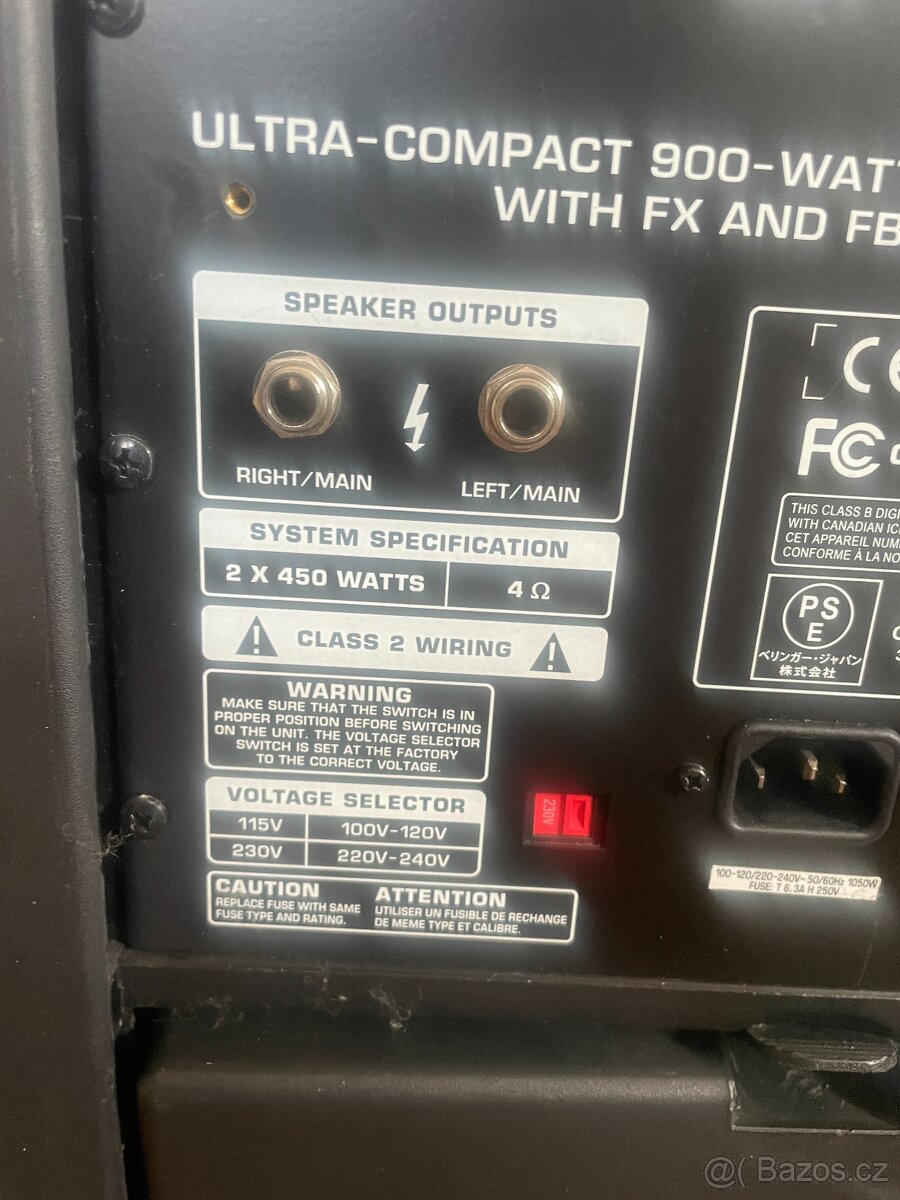 ULTRA-COMPACT 900-WATT
WITH FX AND FB
SPEAKER OUTPUTS
RIGHT/MAIN
LEFT/MAIN
SYSTEM SPECIFICATION
2 X 450 WATTS
4 Ω
CLASS 2 WIRING
WARNING
MAKE SURE THAT THE SWITCH IS IN
PROPER POSITION BEFORE SWITCHING
ON THE UNIT. THE VOLTAGE SELECTOR
SWITCH IS SET AT THE FACTORY
TO THE CORRECT VOLTAGE.
VOLTAGE SELECTOR
115V 100V-120V
230V 220V-240V
CAUTION
REPLACE FUSE WITH SAME
FUSE TYPE AND RATING.
ATTENTION
UTILISER UN FUSIBLE DE RECHANGE
DE MEME TYPE ET CALIBRE.
230V
CE
FC
THIS CLASS B DIGI
WITH CANADIAN IC
CET APPAREIL NUM
CONFORME À LA NO
PS
E
ベリンガー・ジャパン
株式会社
100-120/220-240V~ 50/60Hz 1050W
FUSE: T 6.3A H 250V
@( Bazos.cz